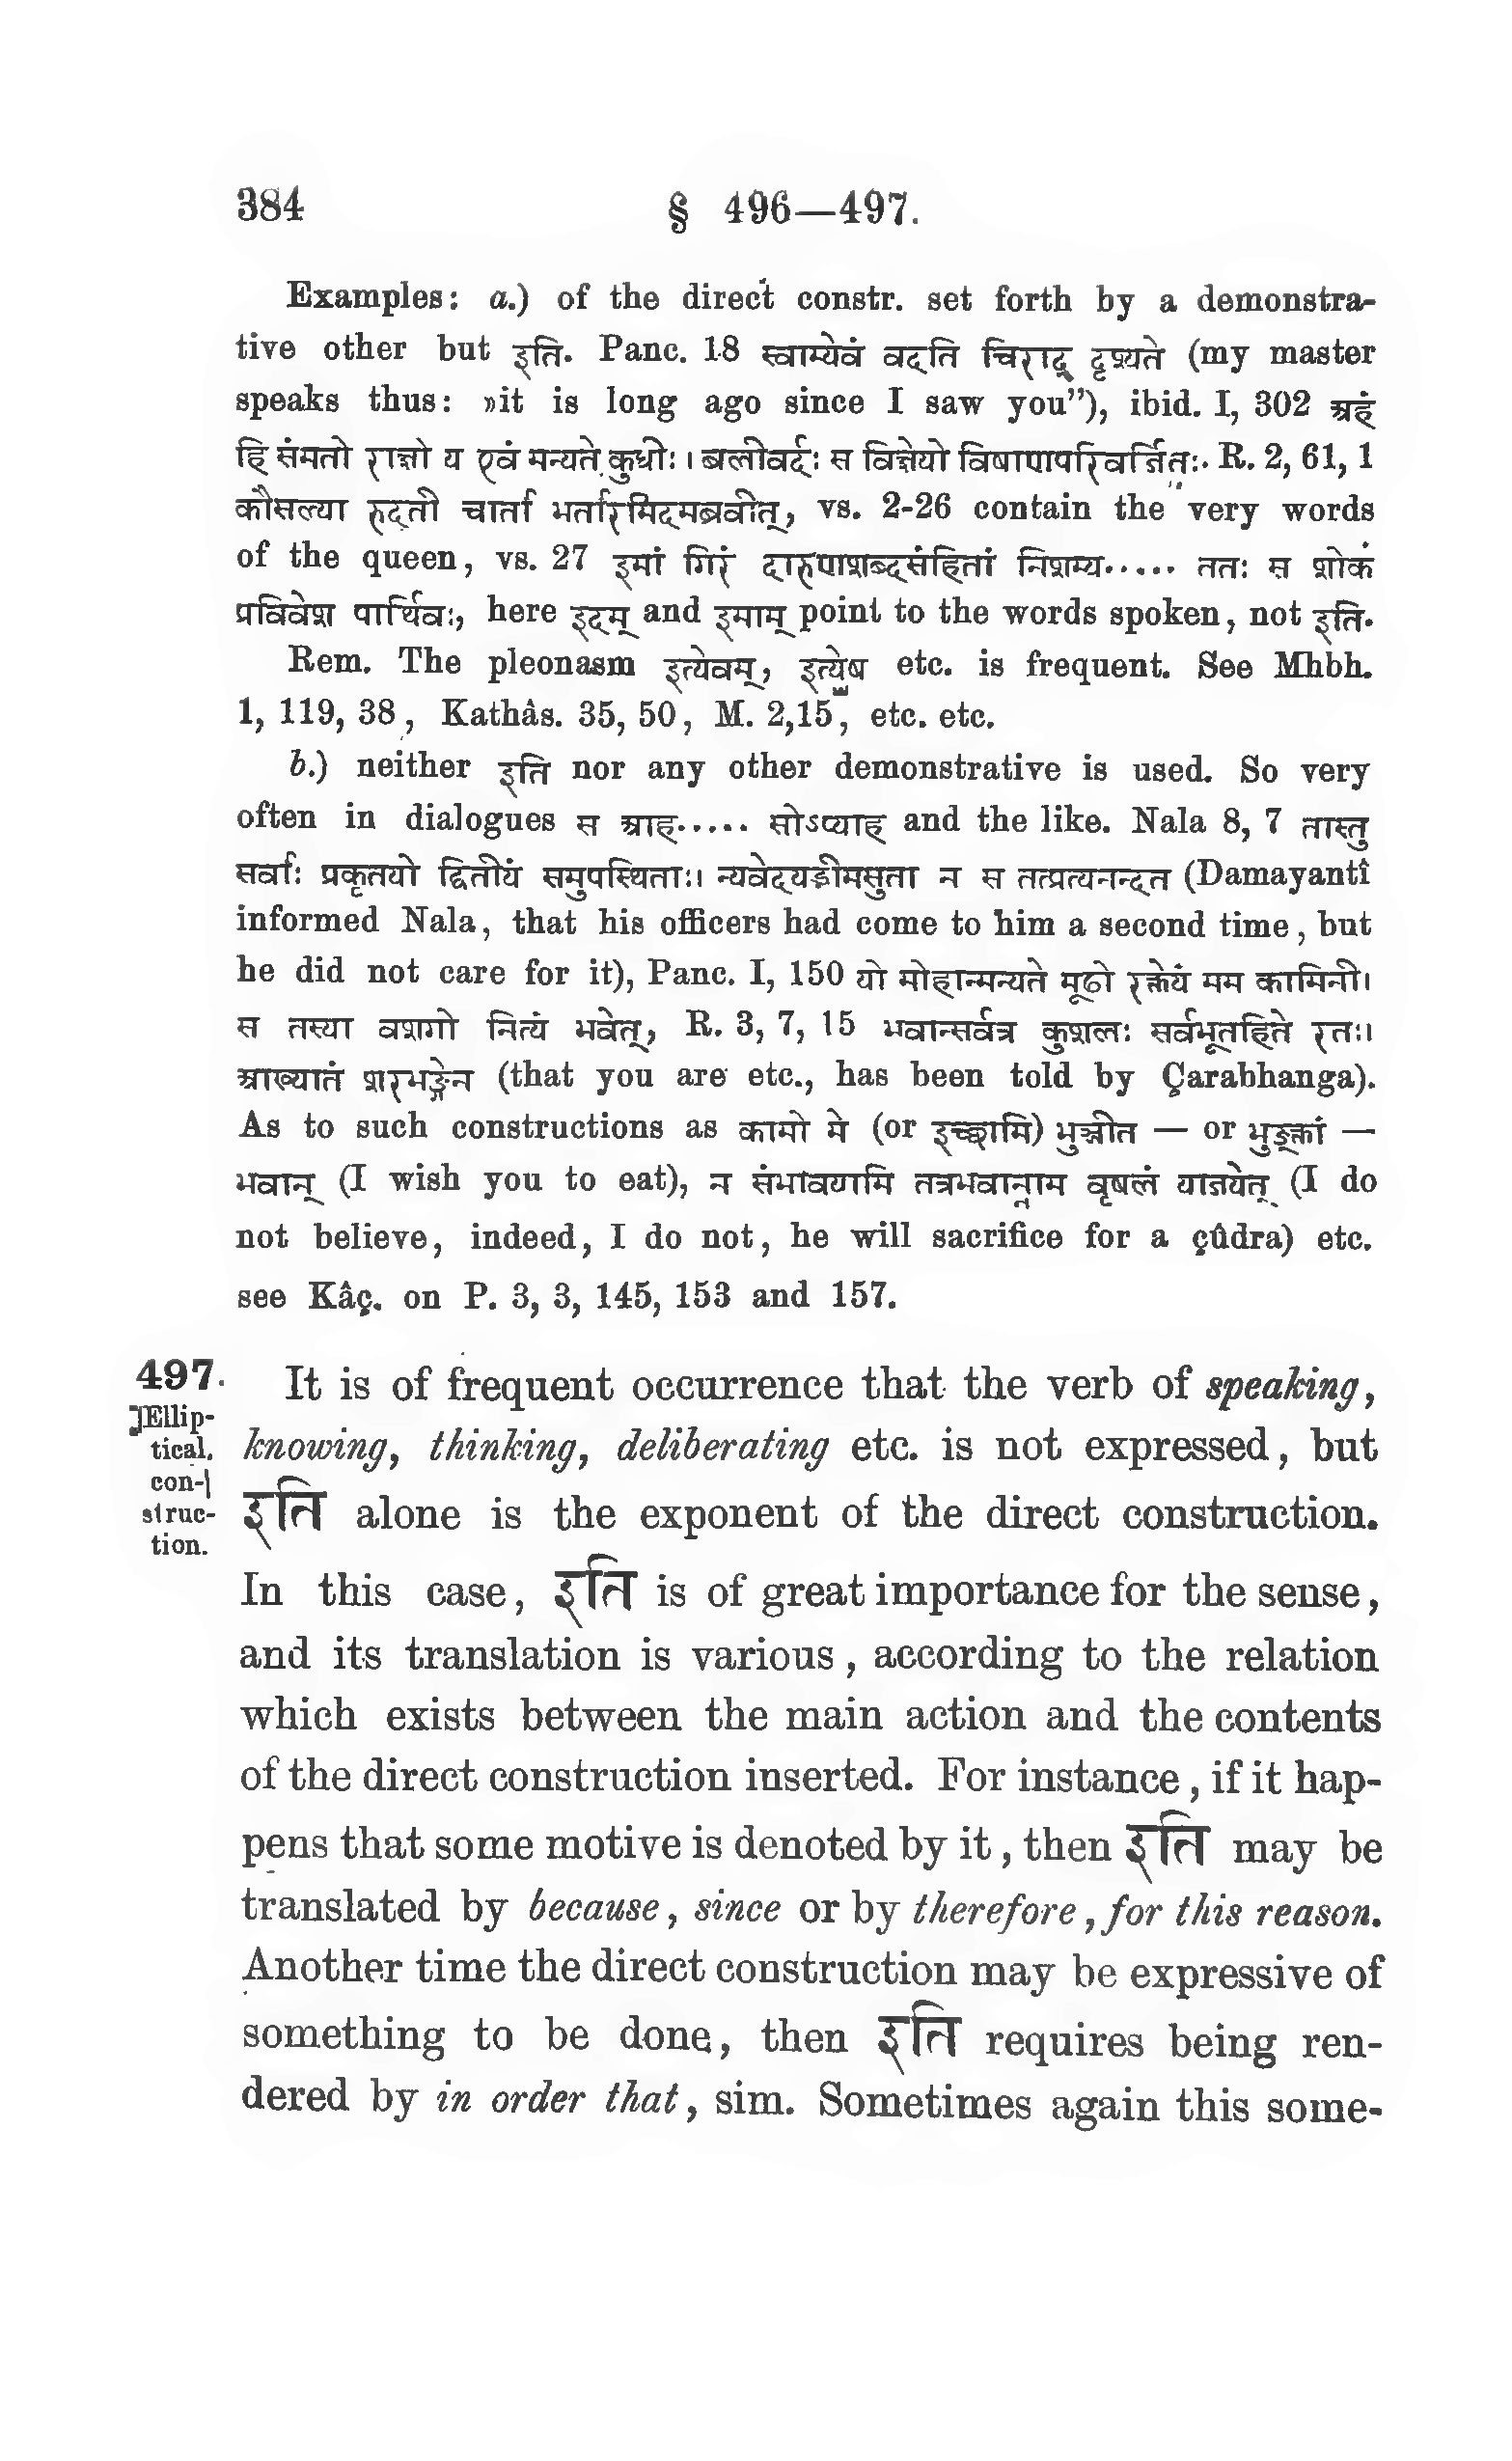 384 § 496—497.
Examples: a.) of the direct constr. set forth by a demonstra-
tive other but इति. Panc. 18 स्वाम्येवं वदति चिराद् दृश्यते (my master
speaks thus: »it is long ago since I saw you”), ibid. I, 302 अहं
हि संमतो राज्ञो य एवं मन्यते कुधीः । बलीवर्दः स विज्ञेयो विषाणपरिवर्जितः. R. 2, 61, 1
कौसल्या रुदती चार्ता भर्तारमिदमब्रवीत्, vs. 2-26 contain the very words
of the queen, vs. 27 इमां गिरं दारुणशब्दसंहितां निशम्य..... ततः स शोकं
प्रविवेश पार्थिवः, here इदम् and इमाम् point to the words spoken, not इति.
Rem. The pleonasm इत्येवम्, इत्येष etc. is frequent. See Mhbh.
1, 119, 38, Kathâs. 35, 50, M. 2,15, etc. etc.
b.) neither इति nor any other demonstrative is used. So very
often in dialogues स आह..... सोऽप्याह and the like. Nala 8, 7 तास्तु
सर्वाः प्रकृतयो द्वितीयं समुपस्थिताः। न्यवेदयद्भीमसुता न स तत्प्रत्यनन्दत (Damayantî
informed Nala, that his officers had come to him a second time, but
he did not care for it), Panc. I, 150 यो मोहान्मन्यते मूढो रक्तेयं मम कामिनी।
स तस्या वशगो नित्यं भवेत्, R. 3, 7, 15 भवान्सर्वत्र कुशलः सर्वभूतहिते रतः।
आख्यातं शरभङ्गेन (that you are etc., has been told by Çarabhanga).
As to such constructions as कामो मे (or इच्छामि) भुञ्जीत — or भुङ्क्तां —
भवान् (I wish you to eat), न संभावयामि तत्रभवान्नाम वृषलं याजयेत् (I do
not believe, indeed, I do not, he will sacrifice for a çûdra) etc.
see Kâç. on P. 3, 3, 145, 153 and 157.
497. It is of frequent occurrence that the verb of speaking,
Ellip-
tical.
con-
struc-
tion.
knowing, thinking, deliberating etc. is not expressed, but
इति alone is the exponent of the direct construction.
In this case, इति is of great importance for the sense,
and its translation is various, according to the relation
which exists between the main action and the contents
of the direct construction inserted. For instance, if it hap-
pens that some motive is denoted by it, then इति may be
translated by because, since or by therefore, for this reason.
Another time the direct construction may be expressive of
something to be done, then इति requires being ren-
dered by in order that, sim. Sometimes again this some-